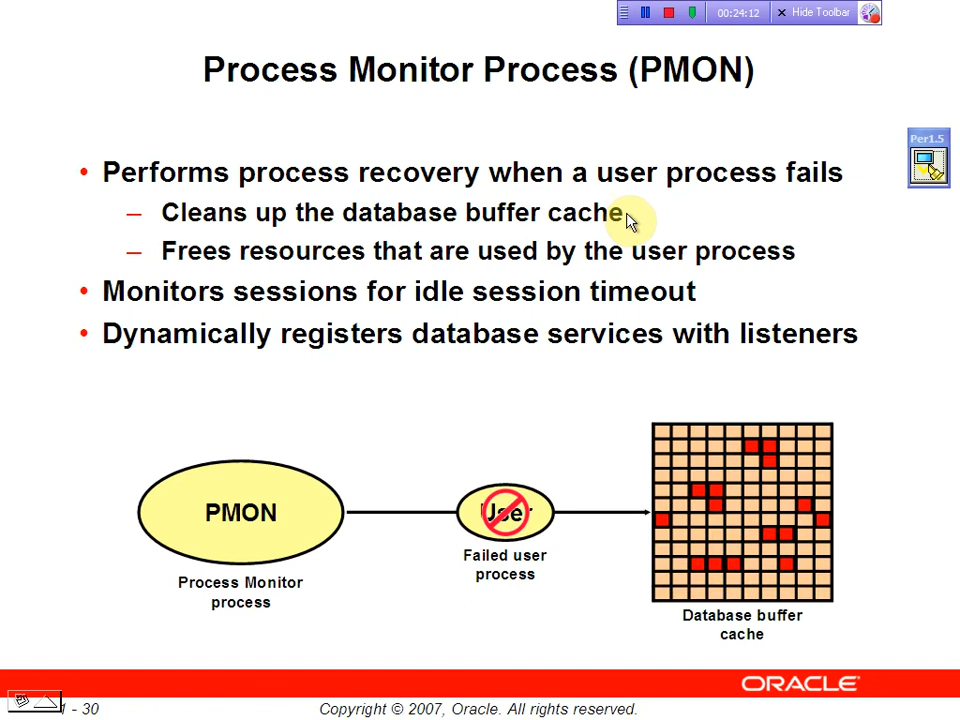 00:24:12
Hide Toolbar
Process Monitor Process (PMON)
Per1.5
• Performs process recovery when a user process fails
– Cleans up the database buffer cache
– Frees resources that are used by the user process
• Monitors sessions for idle session timeout
• Dynamically registers database services with listeners
PMON
User
Failed user
process
Process Monitor
process
Database buffer
cache
ORACLE
1 - 30
Copyright © 2007, Oracle. All rights reserved.